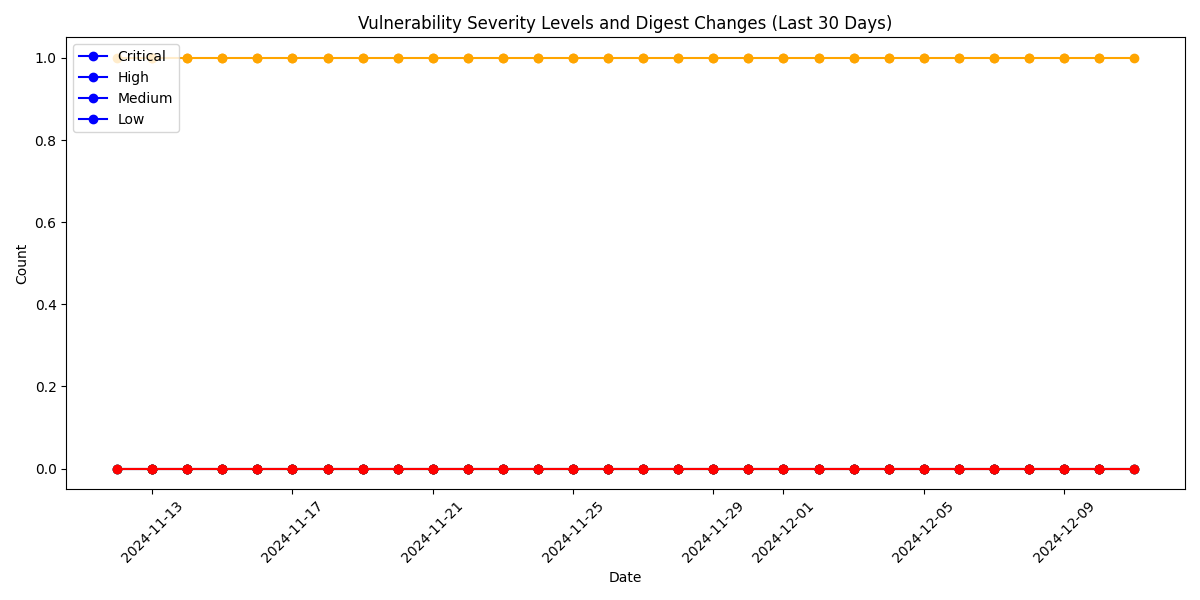 Vulnerability Severity Levels and Digest Changes (Last 30 Days)
Critical
High
Medium
Low
1.0
0.8
0.6
0.4
0.2
0.0
Count
2024-11-13
2024-11-17
2024-11-21
2024-11-25
2024-11-29
2024-12-01
2024-12-05
2024-12-09
Date